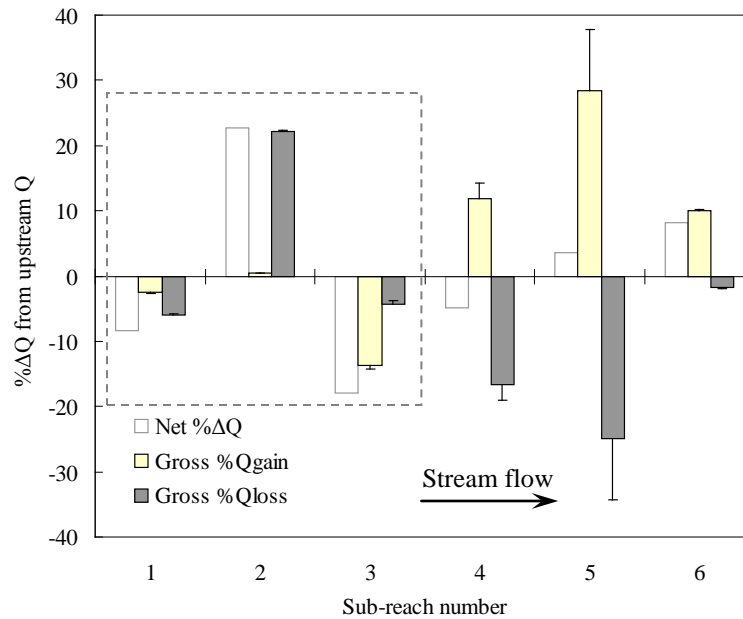 40
30
20
10
0
-10
-20
-30
-40
%ΔQ from upstream Q
Net %ΔQ
Gross %Qgain
Gross %Qloss
Stream flow
1 2 3 4 5 6
Sub-reach number